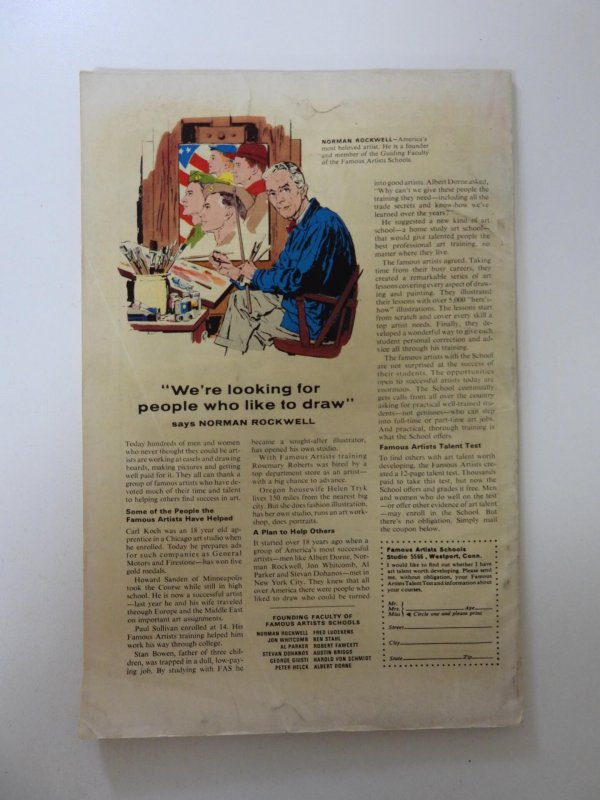 NORMAN ROCKWELL—America's
most beloved artist. He is a founder
and member of the Guiding Faculty
of the Famous Artists Schools.
"We're looking for
people who like to draw"
says NORMAN ROCKWELL
Today hundreds of men and women
who never thought they could be art-
ists are working at easels and drawing
boards, making pictures and getting
well paid for it. They all can thank a
group of famous artists who have de-
voted much of their time and talent
to helping others find success in art.
Some of the People the
Famous Artists Have Helped
Carl Koch was an 18 year old ap-
prentice in a Chicago art studio when
he enrolled. Today he prepares ads
for such companies as General
Motors and Firestone—has won five
gold medals.
Howard Sanden of Minneapolis
took the Course while still in high
school. He is now a successful artist
—last year he and his wife traveled
through Europe and the Middle East
on important art assignments.
Paul Sullivan enrolled at 14. His
Famous Artists training helped him
work his way through college.
Stan Bowen, father of three chil-
dren, was trapped in a dull, low-pay-
ing job. By studying with FAS he
became a sought-after illustrator,
has opened his own studio.
With Famous Artists training
Rosemary Roberts was hired by a
top department store as an artist—
with a big chance to advance.
Oregon housewife Helen Tryk
lives 150 miles from the nearest big
city. But she does fashion illustration,
has her own studio, runs an art work-
shop, does portraits.
A Plan to Help Others
It started over 18 years ago when a
group of America's most successful
artists—men like Albert Dorne, Nor-
man Rockwell, Jon Whitcomb, Al
Parker and Stevan Dohanos—met in
New York City. They knew that all
over America there were people who
liked to draw who could be turned
FOUNDING FACULTY OF
FAMOUS ARTISTS SCHOOLS
NORMAN ROCKWELL FRED LUDEKENS
JON WHITCOMB BEN STAHL
AL PARKER ROBERT FAWCETT
STEVAN DOHANOS AUSTIN BRIGGS
GEORGE GIUSTI HAROLD VON SCHMIDT
PETER HELCK ALBERT DORNE
into good artists. Albert Dorne asked,
"Why can't we give these people the
training they need—including all the
trade secrets and know-how we've
learned over the years?"
He suggested a new kind of art
school—a home study art school—
that would give talented people the
best professional art training, no
matter where they live.
The famous artists agreed. Taking
time from their busy careers, they
created a remarkable series of art
lessons covering every aspect of draw-
ing and painting. They illustrated
their lessons with over 5,000 "here's-
how" illustrations. The lessons start
from scratch and cover every skill a
top artist needs. Finally, they de-
veloped a wonderful way to give each
student personal correction and ad-
vice all through his training.
The famous artists with the School
are not surprised at the success of
their students. The opportunities
open to successful artists today are
enormous. The School continually
gets calls from all over the country
asking for practical well-trained stu-
dents—not geniuses—who can step
into full-time or part-time art jobs.
And practical, thorough training is
what the School offers.
Famous Artists Talent Test
To find others with art talent worth
developing, the Famous Artists cre-
ated a 12-page talent test. Thousands
paid to take this test, but now the
School offers and grades it free. Men
and women who do well on the test
—or offer other evidence of art talent
—may enroll in the School. But
there's no obligation. Simply mail
the coupon below.
Famous Artists Schools
Studio 5595, Westport, Conn.
I would like to find out whether I have
art talent worth developing. Please send
me, without obligation, your Famous
Artists Talent Test and information about
your courses.
Mr.
Mrs. Age
Miss Circle one and please print
Street
City
State Zip